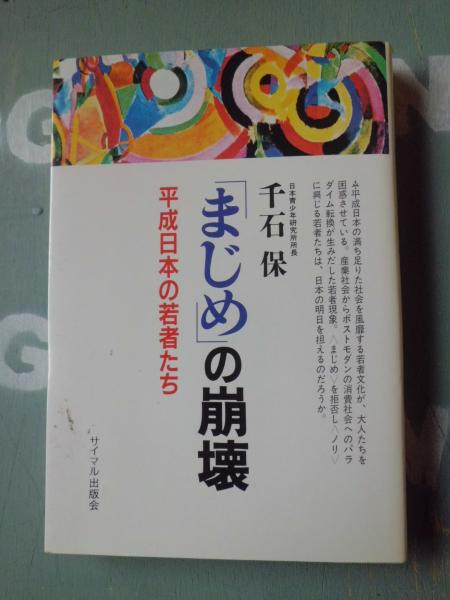 今平成日本の満ち足りた社会を風靡する若者文化が、大人たちを
困惑させている。産業社会からポストモダンの消費社会へのパラ
ダイム転換が生みだした若者現象。〈まじめ〉を拒否し〈ノリ〉
に興じる若者たちは、日本の明日を担えるのだろうか。
日本青少年研究所所長
千石 保
「まじめ」の崩壊
平成日本の若者たち
サイマル出版会